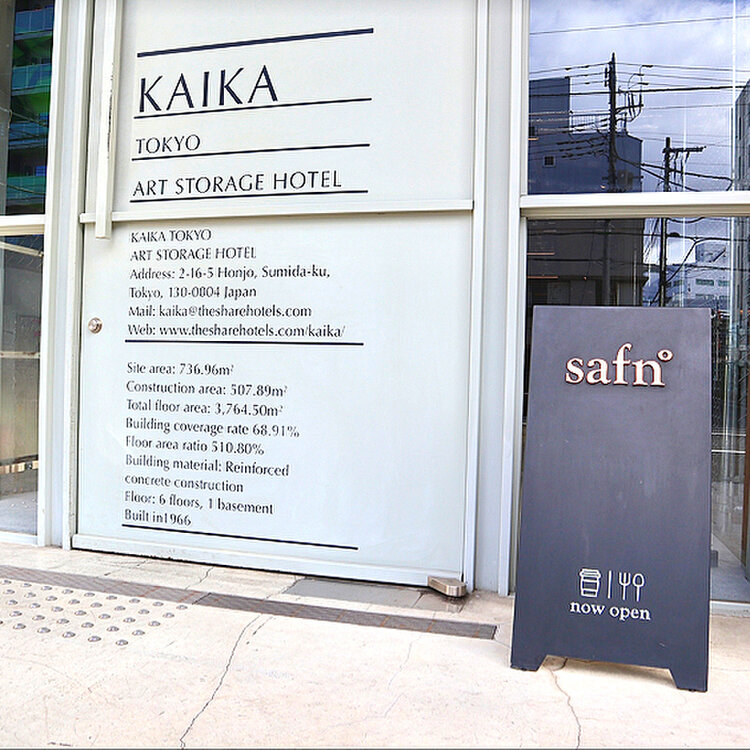 KAIKA
TOKYO
ART STORAGE HOTEL
KAIKA TOKYO
ART STORAGE HOTEL
Address: 2-16-5 Honjo, Sumida-ku,
Tokyo, 130-0804 Japan
Mail: kaika@thesharehotels.com
Web: www.thesharehotels.com/kaika/
Site area: 736.96m²
Construction area: 507.89m²
Total floor area: 3,764.50m²
Building coverage rate 68.91%
Floor area ratio 510.80%
Building material: Reinforced
concrete construction
Floor: 6 floors, 1 basement
Built in1966
safn°
now open